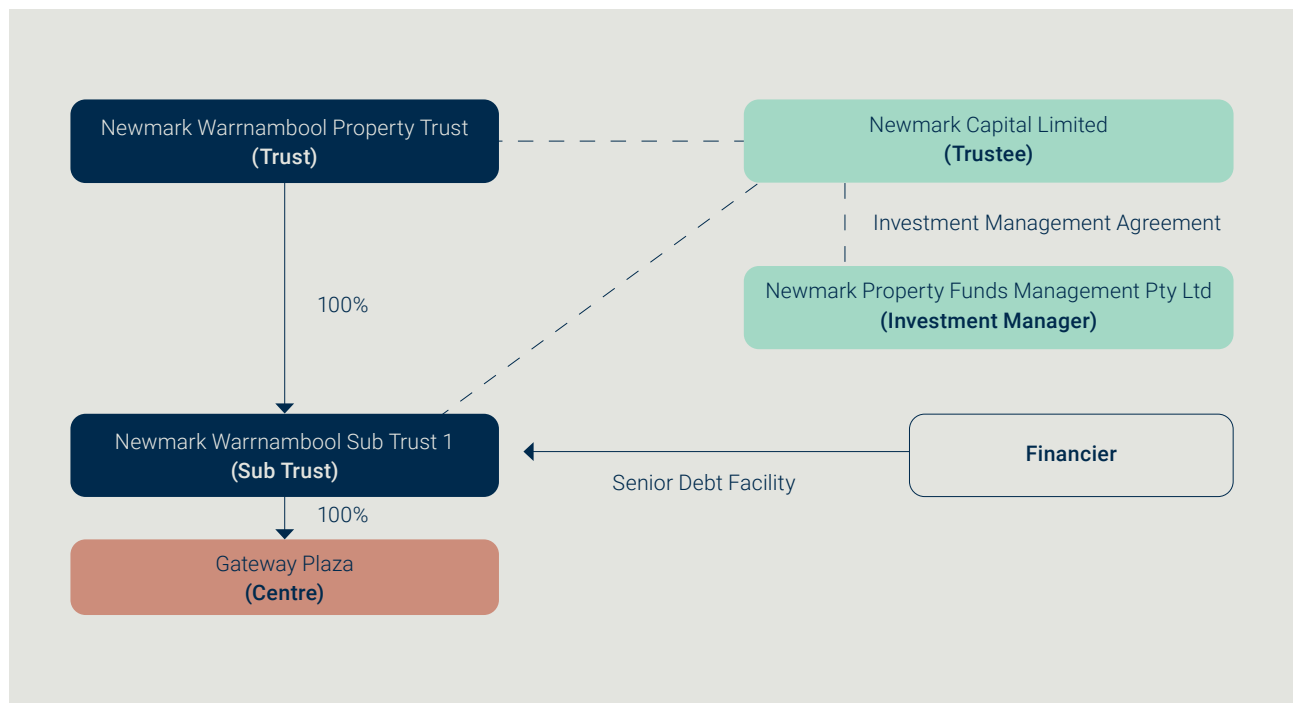 Newmark Warrnambool Property Trust
(Trust)
Newmark Capital Limited
(Trustee)
Investment Management Agreement
Newmark Property Funds Management Pty Ltd
(Investment Manager)
100%
Newmark Warrnambool Sub Trust 1
(Sub Trust)
Senior Debt Facility
Financier
100%
Gateway Plaza
(Centre)